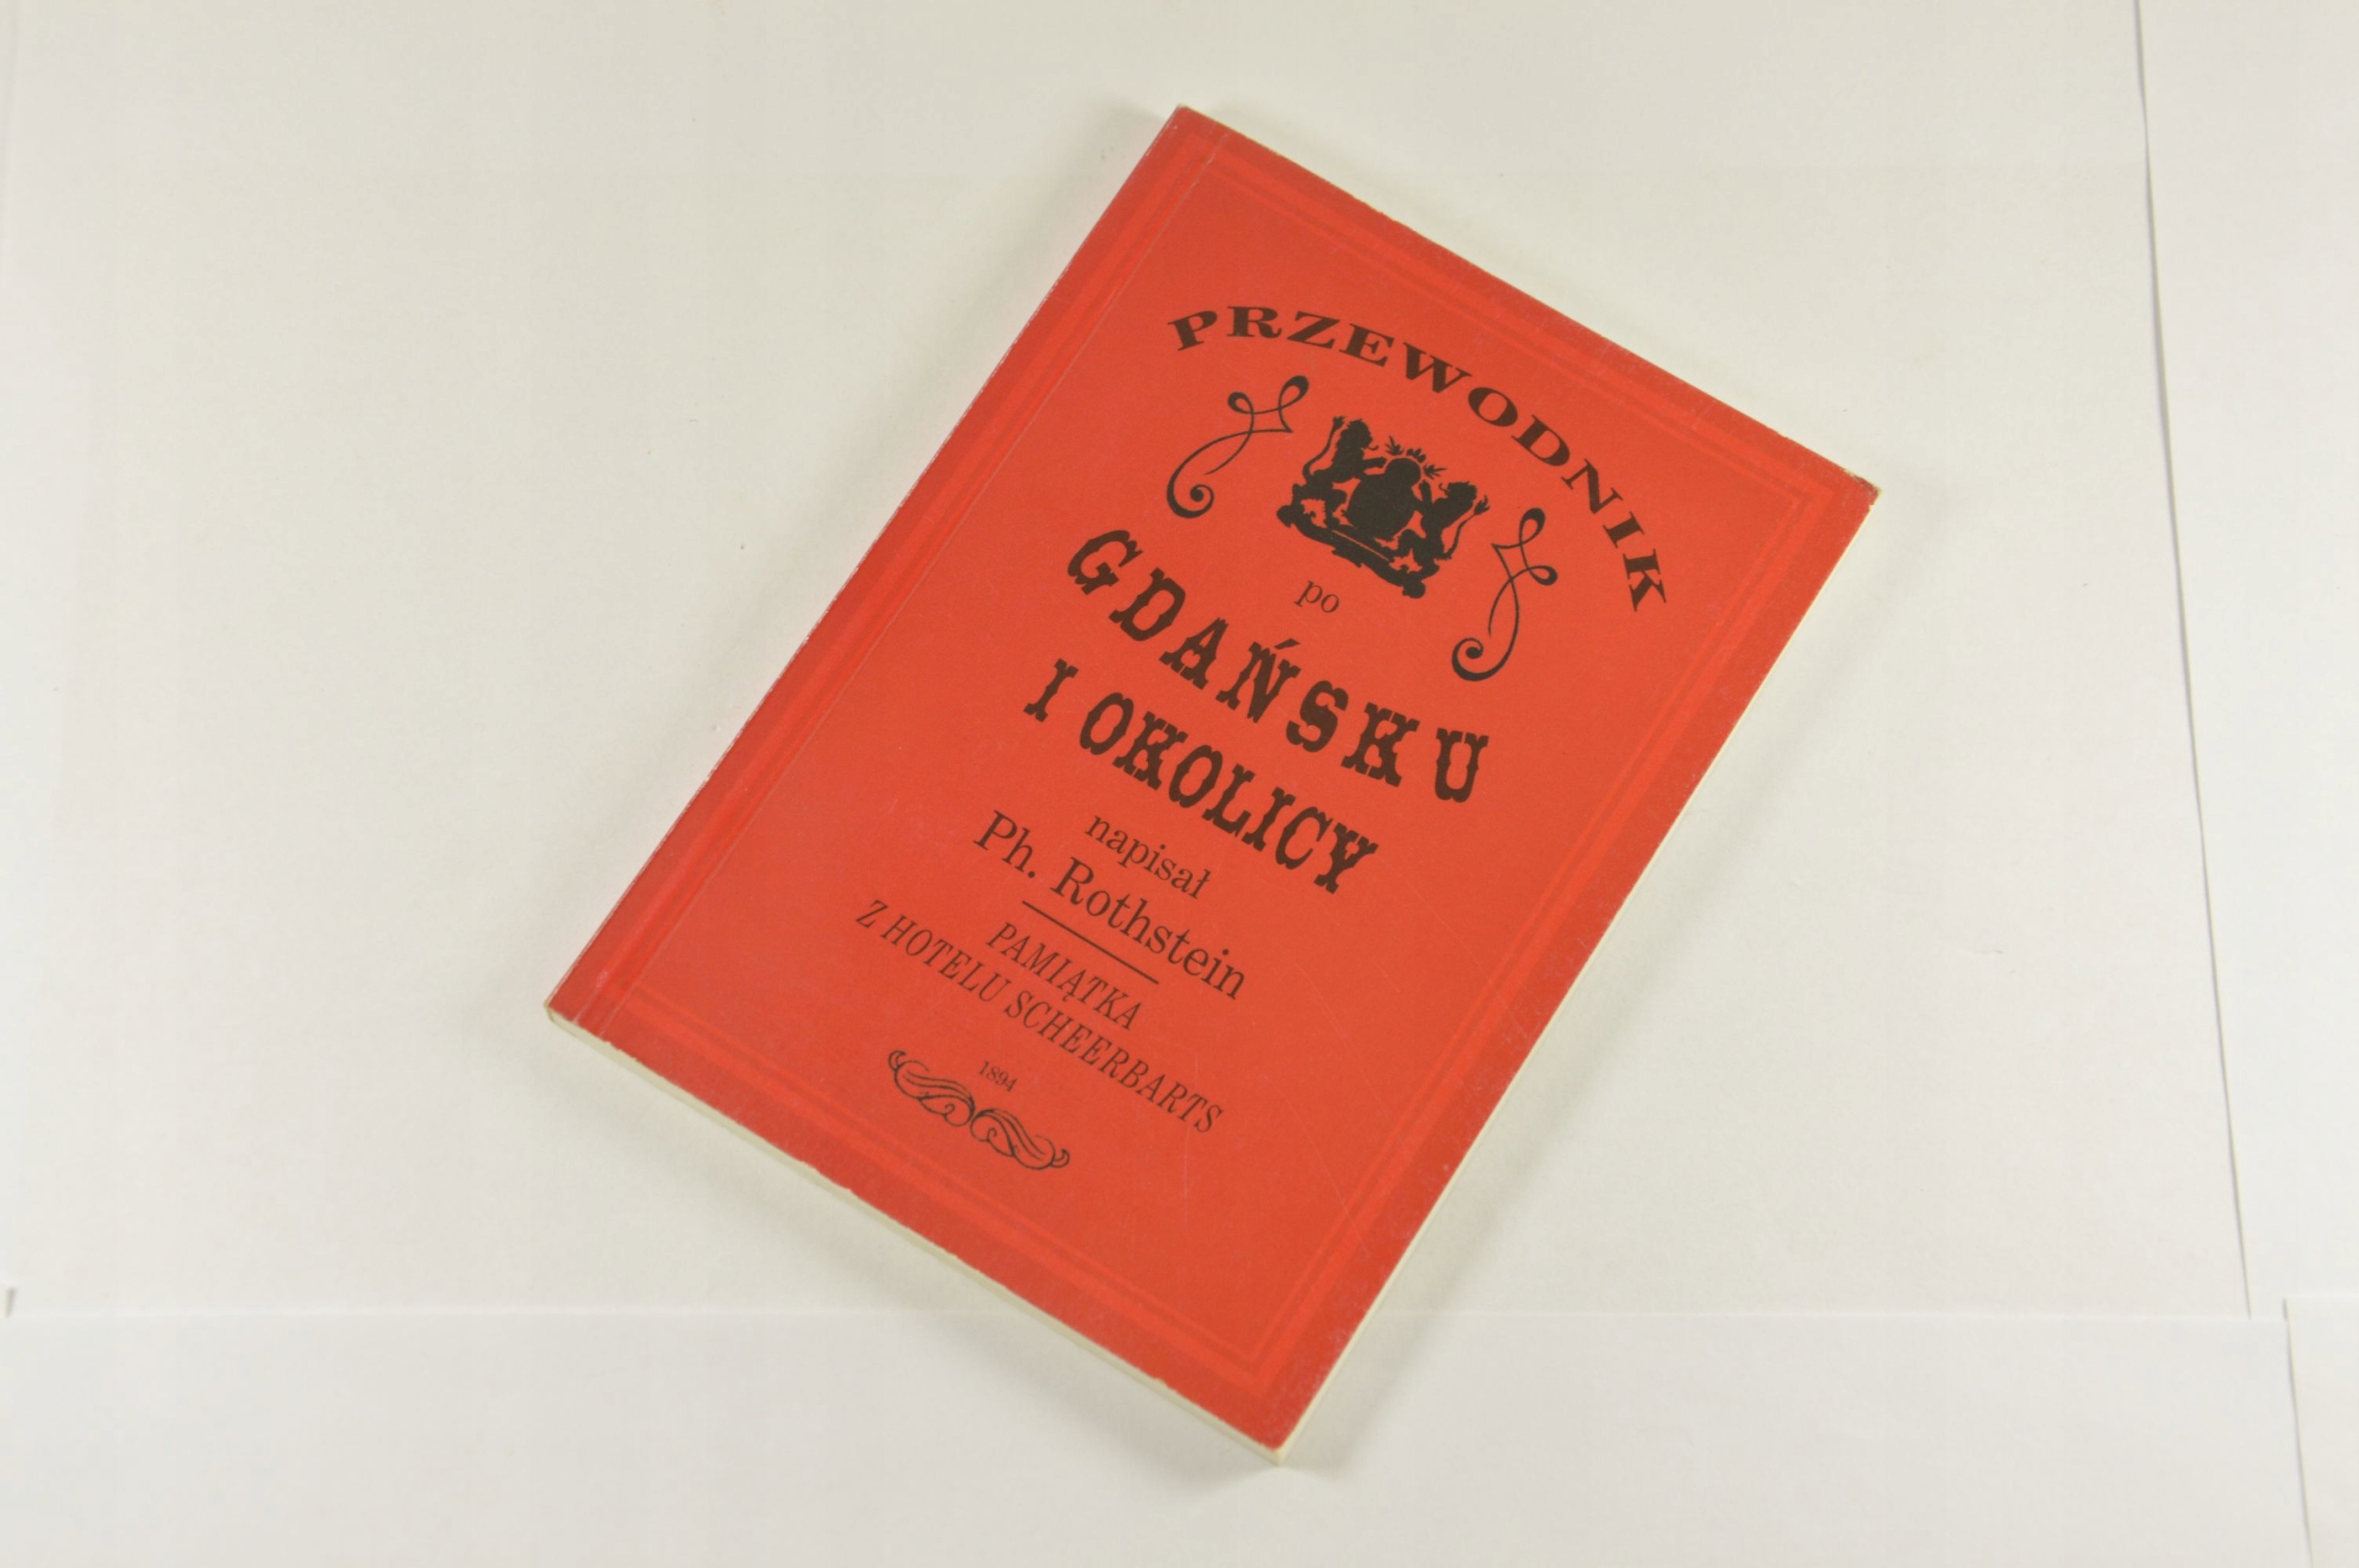 PRZEWODNIK
po
GDAŃSKU
I OKOLICY
napisał
Ph. Rothstein
PAMIĄTKA
Z HOTELU SCHEERBARTS
1894